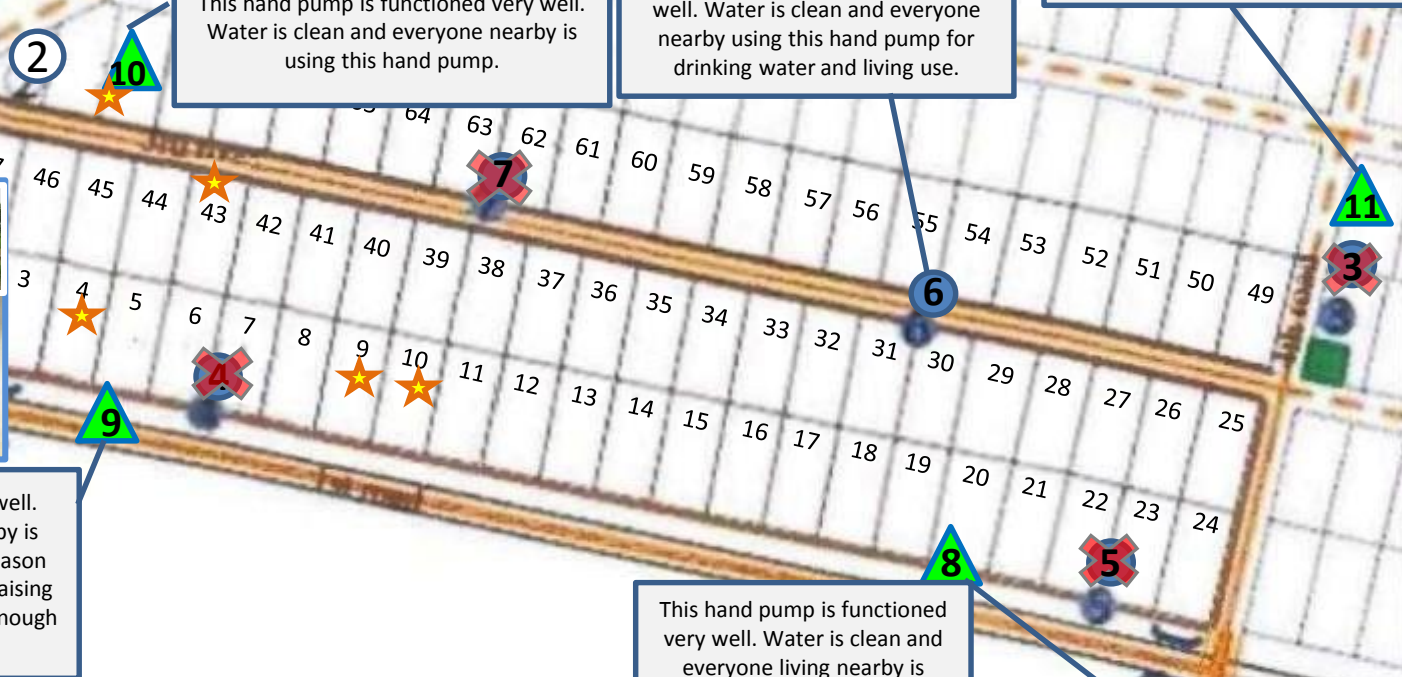 This hand pump is functioned very well.
Water is clean and everyone nearby is
using this hand pump.
well. Water is clean and everyone
nearby using this hand pump for
drinking water and living use.
2
10
64 63 62 61 60 59 58 57 56 55 54 53 52 51 50 49
11
3
7
6
46 45 44 43 42 41 40 39 38 37 36 35 34 33 32 31 30 29 28 27 26 25
3 4 5 6 7 8 9 10 11 12 13 14 15 16 17 18 19 20 21 22 23 24
4
9
8
5
well.
by is
This hand pump is functioned
very well. Water is clean and
everyone living nearby is